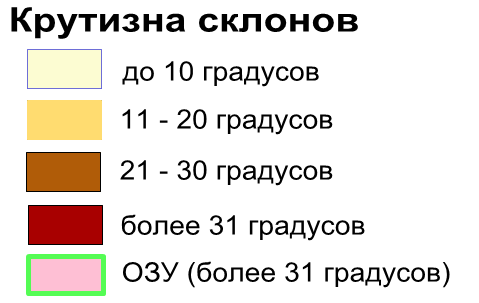 Крутизна склонов
до 10 градусов
11 - 20 градусов
21 - 30 градусов
более 31 градусов
ОЗУ (более 31 градусов)